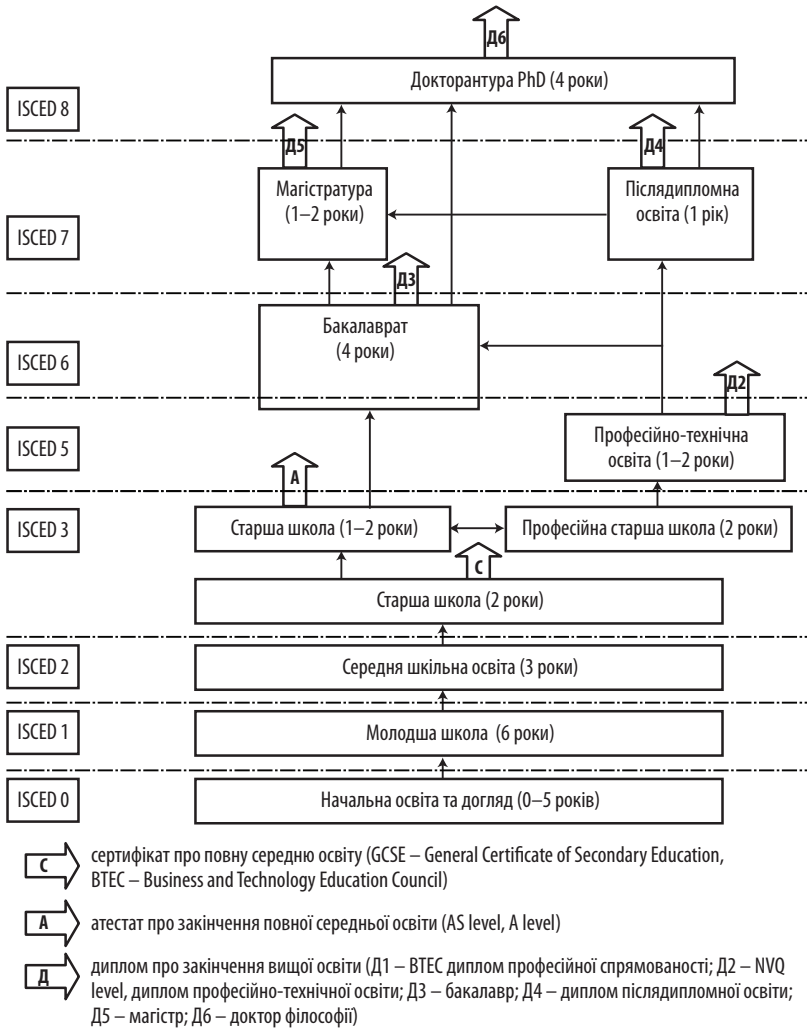 Д6
Докторантура PhD (4 роки)
ISCED 8
Д5
Д4
Магістратура
(1–2 роки)
Післядипломна
освіта (1 рік)
ISCED 7
Д3
Бакалаврат
(4 роки)
ISCED 6
Д2
Професійно-технічна
освіта (1–2 роки)
ISCED 5
А
ISCED 3
Старша школа (1–2 роки)
Професійна старша школа (2 роки)
С
Старша школа (2 роки)
ISCED 2
Середня шкільна освіта (3 роки)
ISCED 1
Молодша школа (6 роки)
ISCED 0
Начальна освіта та догляд (0–5 років)
С
сертифікат про повну середню освіту (GCSE – General Certificate of Secondary Education,
BTEC – Business and Technology Education Council)
А
атестат про закінчення повної середньої освіти (AS level, A level)
Д
диплом про закінчення вищої освіти (Д1 – BTEC диплом професійної спрямованості; Д2 – NVQ
level, диплом професійно-технічної освіти; Д3 – бакалавр; Д4 – диплом післядипломної освіти;
Д5 – магістр; Д6 – доктор філософії)